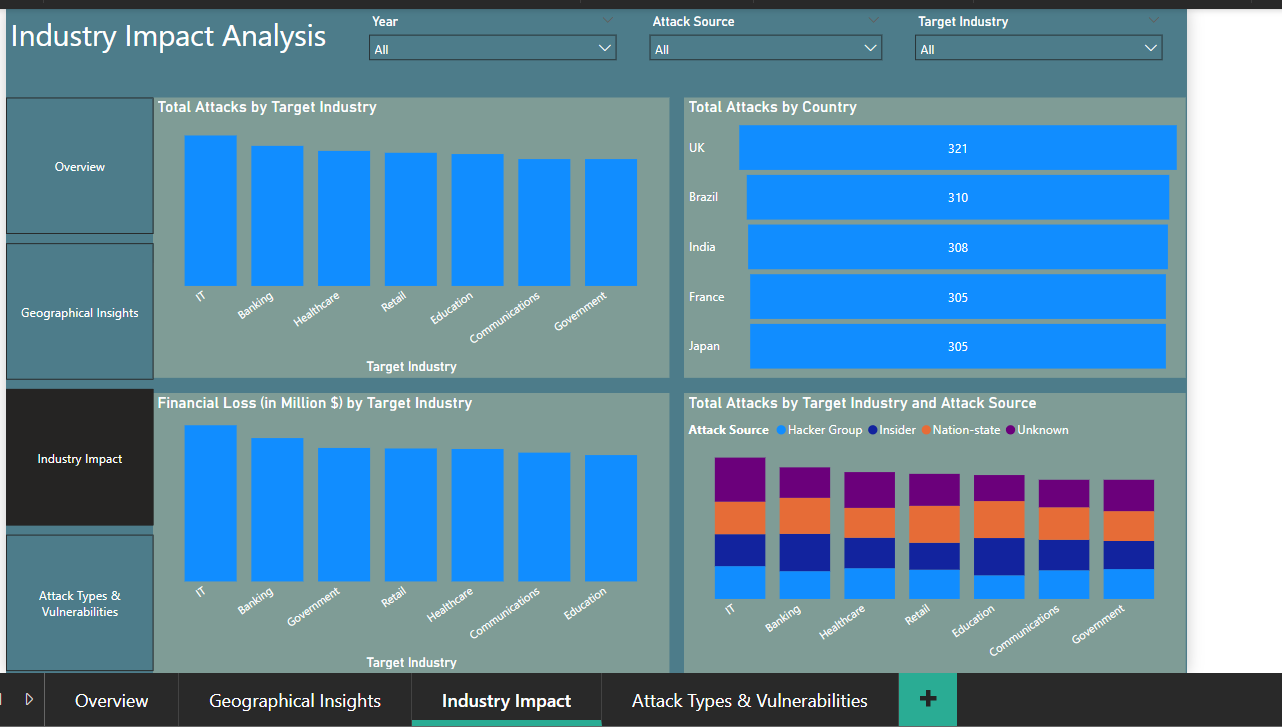 Industry Impact Analysis
Year
All
Attack Source
All
Target Industry
All
Overview
Geographical Insights
Industry Impact
Attack Types &
Vulnerabilities
Total Attacks by Target Industry
IT
Banking
Healthcare
Retail
Education
Communications
Government
Target Industry
Total Attacks by Country
UK
321
Brazil
310
India
308
France
305
Japan
305
Financial Loss (in Million $) by Target Industry
IT
Banking
Government
Retail
Healthcare
Communications
Education
Target Industry
Total Attacks by Target Industry and Attack Source
Attack Source Hacker Group Insider Nation-state Unknown
IT
Banking
Healthcare
Retail
Education
Communications
Government
Overview
Geographical Insights
Industry Impact
Attack Types & Vulnerabilities
+